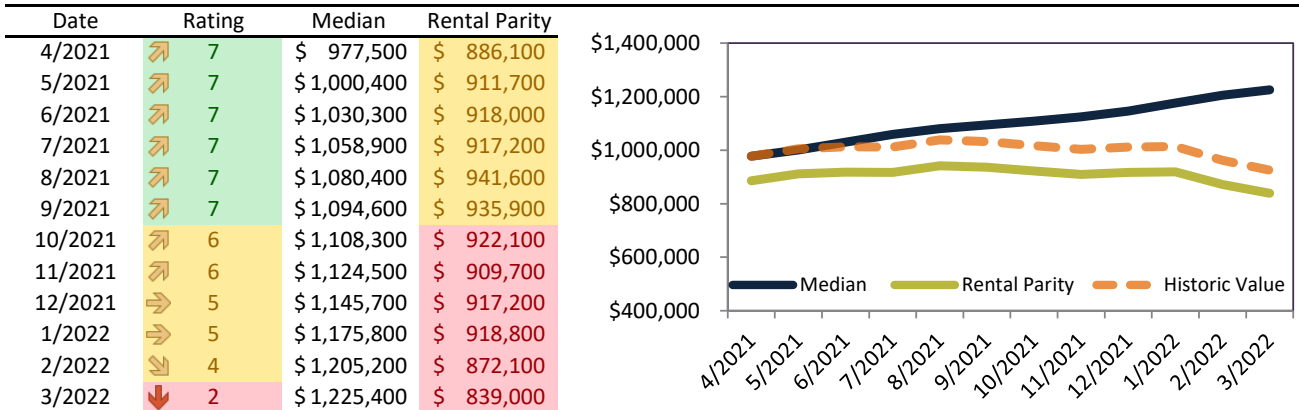 Date Rating Median Rental Parity
4/2021 7 $ 977,500 $ 886,100
5/2021 7 $ 1,000,400 $ 911,700
6/2021 7 $ 1,030,300 $ 918,000
7/2021 7 $ 1,058,900 $ 917,200
8/2021 7 $ 1,080,400 $ 941,600
9/2021 7 $ 1,094,600 $ 935,900
10/2021 6 $ 1,108,300 $ 922,100
11/2021 6 $ 1,124,500 $ 909,700
12/2021 5 $ 1,145,700 $ 917,200
1/2022 5 $ 1,175,800 $ 918,800
2/2022 4 $ 1,205,200 $ 872,100
3/2022 2 $ 1,225,400 $ 839,000
$1,400,000
$1,200,000
$1,000,000
$800,000
$600,000
$400,000
Median Rental Parity Historic Value
4/2021 5/2021 6/2021 7/2021 8/2021 9/2021 10/2021 11/2021 12/2021 1/2022 2/2022 3/2022